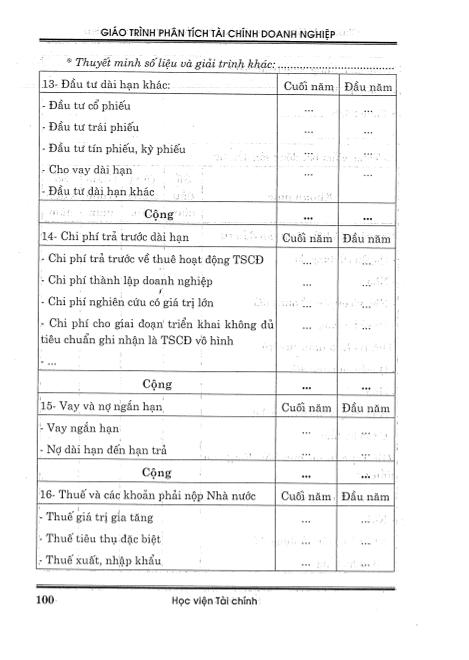 GIÁO TRÌNH PHÂN TÍCH TÀI CHÍNH DOANH NGHIỆP
* Thuyết minh số liệu và giải trình khác: ....................................
13- Đầu tư dài hạn khác: Cuối năm Đầu năm
- Đầu tư cổ phiếu ... ...
- Đầu tư trái phiếu ... ...
- Đầu tư tín phiếu, kỳ phiếu ... ...
- Cho vay dài hạn ... ...
- Đầu tư dài hạn khác
Cộng ... ...
14- Chi phí trả trước dài hạn Cuối năm Đầu năm
- Chi phí trả trước về thuê hoạt động TSCĐ ... ...
- Chi phí thành lập doanh nghiệp ... ...
- Chi phí nghiên cứu có giá trị lớn ... ...
- Chi phí cho giai đoạn triển khai không đủ ... ...
tiêu chuẩn ghi nhận là TSCĐ vô hình
- ...
Cộng ... ...
15- Vay và nợ ngắn hạn Cuối năm Đầu năm
- Vay ngắn hạn ... ...
- Nợ dài hạn đến hạn trả ... ...
Cộng ... ...
16- Thuế và các khoản phải nộp Nhà nước Cuối năm Đầu năm
- Thuế giá trị gia tăng ... ...
- Thuế tiêu thụ đặc biệt ... ...
- Thuế xuất, nhập khẩu ... ...
100 Học viện Tài chính